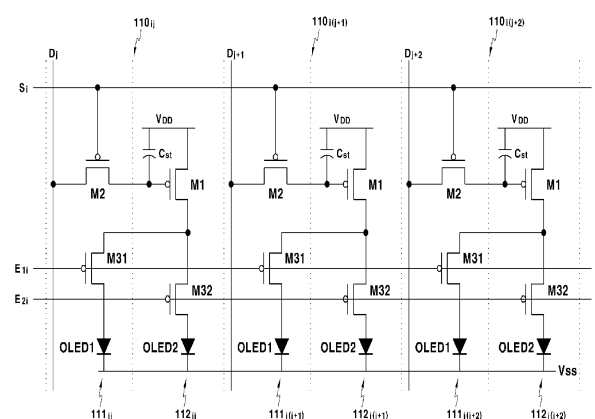 110ij 110i(j+1) 110i(j+2)
Dj Dj+1 Dj+2
Si
VDD VDD VDD
Cst Cst Cst
M2 M1 M2 M1 M2 M1
M31 M31 M31
E1i
M32 M32 M32
E2i
OLED1 OLED2 OLED1 OLED2 OLED1 OLED2
VSS
111ij 112ij 111i(j+1) 112i(j+1) 111i(j+2) 112i(j+2)